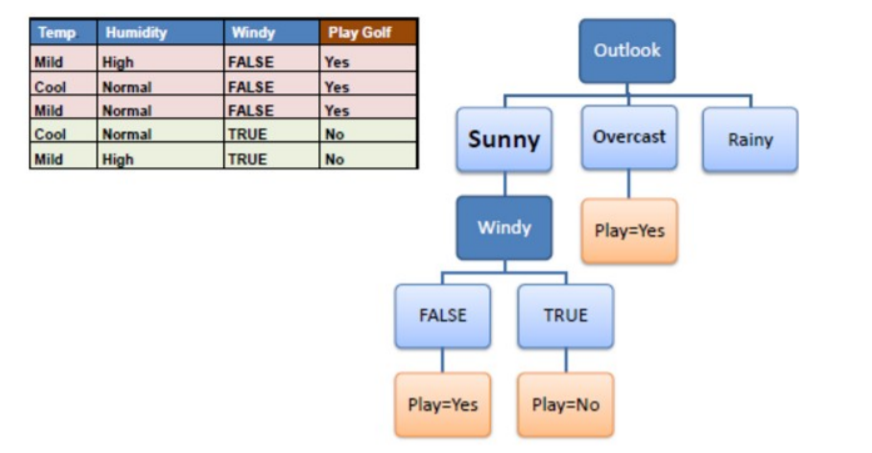 Temp Humidity Windy Play Golf
Mild High FALSE Yes
Cool Normal FALSE Yes
Mild Normal FALSE Yes
Cool Normal TRUE No
Mild High TRUE No
Outlook
Sunny Overcast Rainy
Windy Play=Yes
FALSE TRUE
Play=Yes Play=No